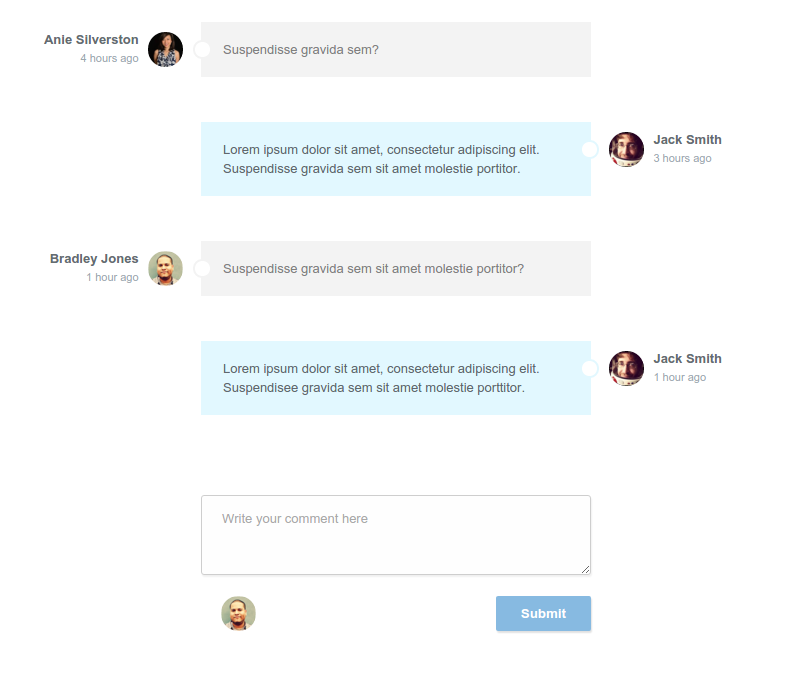 Anie Silverston
4 hours ago
Suspendisse gravida sem?
Lorem ipsum dolor sit amet, consectetur adipiscing elit.
Suspendisse gravida sem sit amet molestie portitor.
Jack Smith
3 hours ago
Bradley Jones
1 hour ago
Suspendisse gravida sem sit amet molestie portitor?
Lorem ipsum dolor sit amet, consectetur adipiscing elit.
Suspendisee gravida sem sit amet molestie porttitor.
Jack Smith
1 hour ago
Write your comment here
Submit